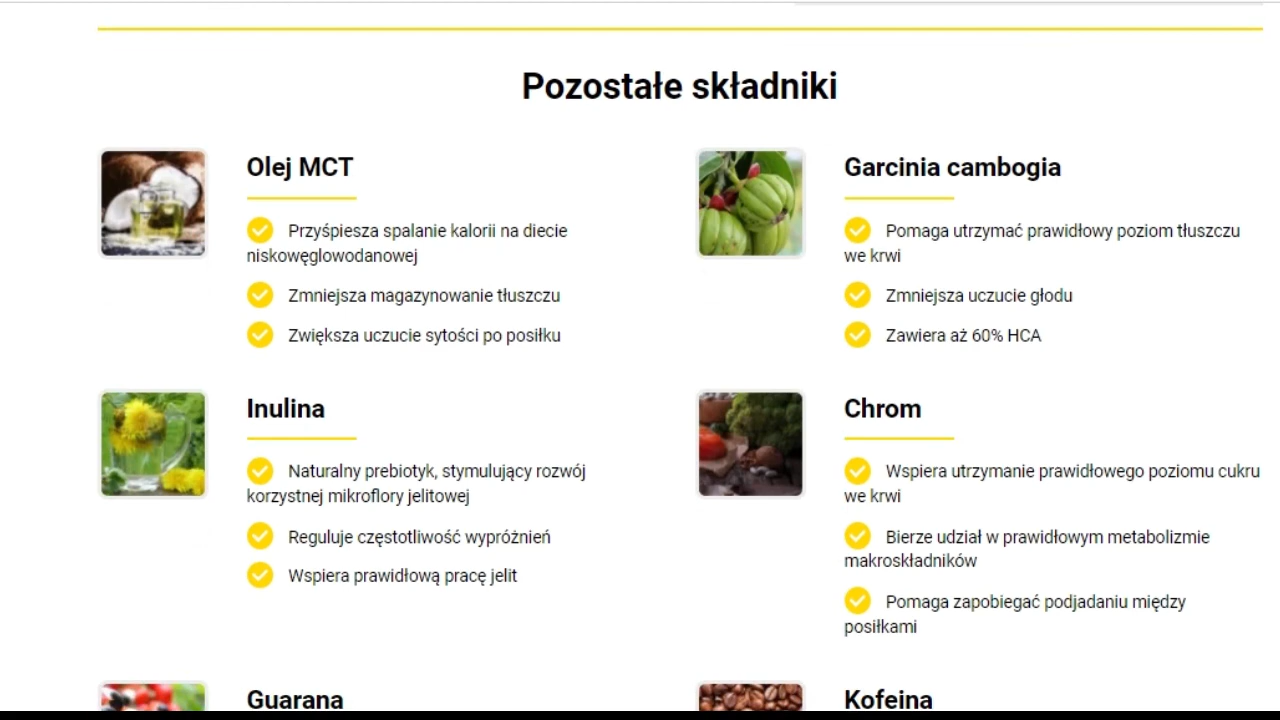 Pozostałe składniki
Olej MCT
Przyśpiesza spalanie kalorii na diecie
niskowęglowodanowej
Zmniejsza magazynowanie tłuszczu
Zwiększa uczucie sytości po posiłku
Garcinia cambogia
Pomaga utrzymać prawidłowy poziom tłuszczu
we krwi
Zmniejsza uczucie głodu
Zawiera aż 60% HCA
Inulina
Naturalny prebiotyk, stymulujący rozwój
korzystnej mikroflory jelitowej
Reguluje częstotliwość wypróżnień
Wspiera prawidłową pracę jelit
Chrom
Wspiera utrzymanie prawidłowego poziomu cukru
we krwi
Bierze udział w prawidłowym metabolizmie
makroskładników
Pomaga zapobiegać podjadaniu między
posiłkami
Guarana
Kofeina